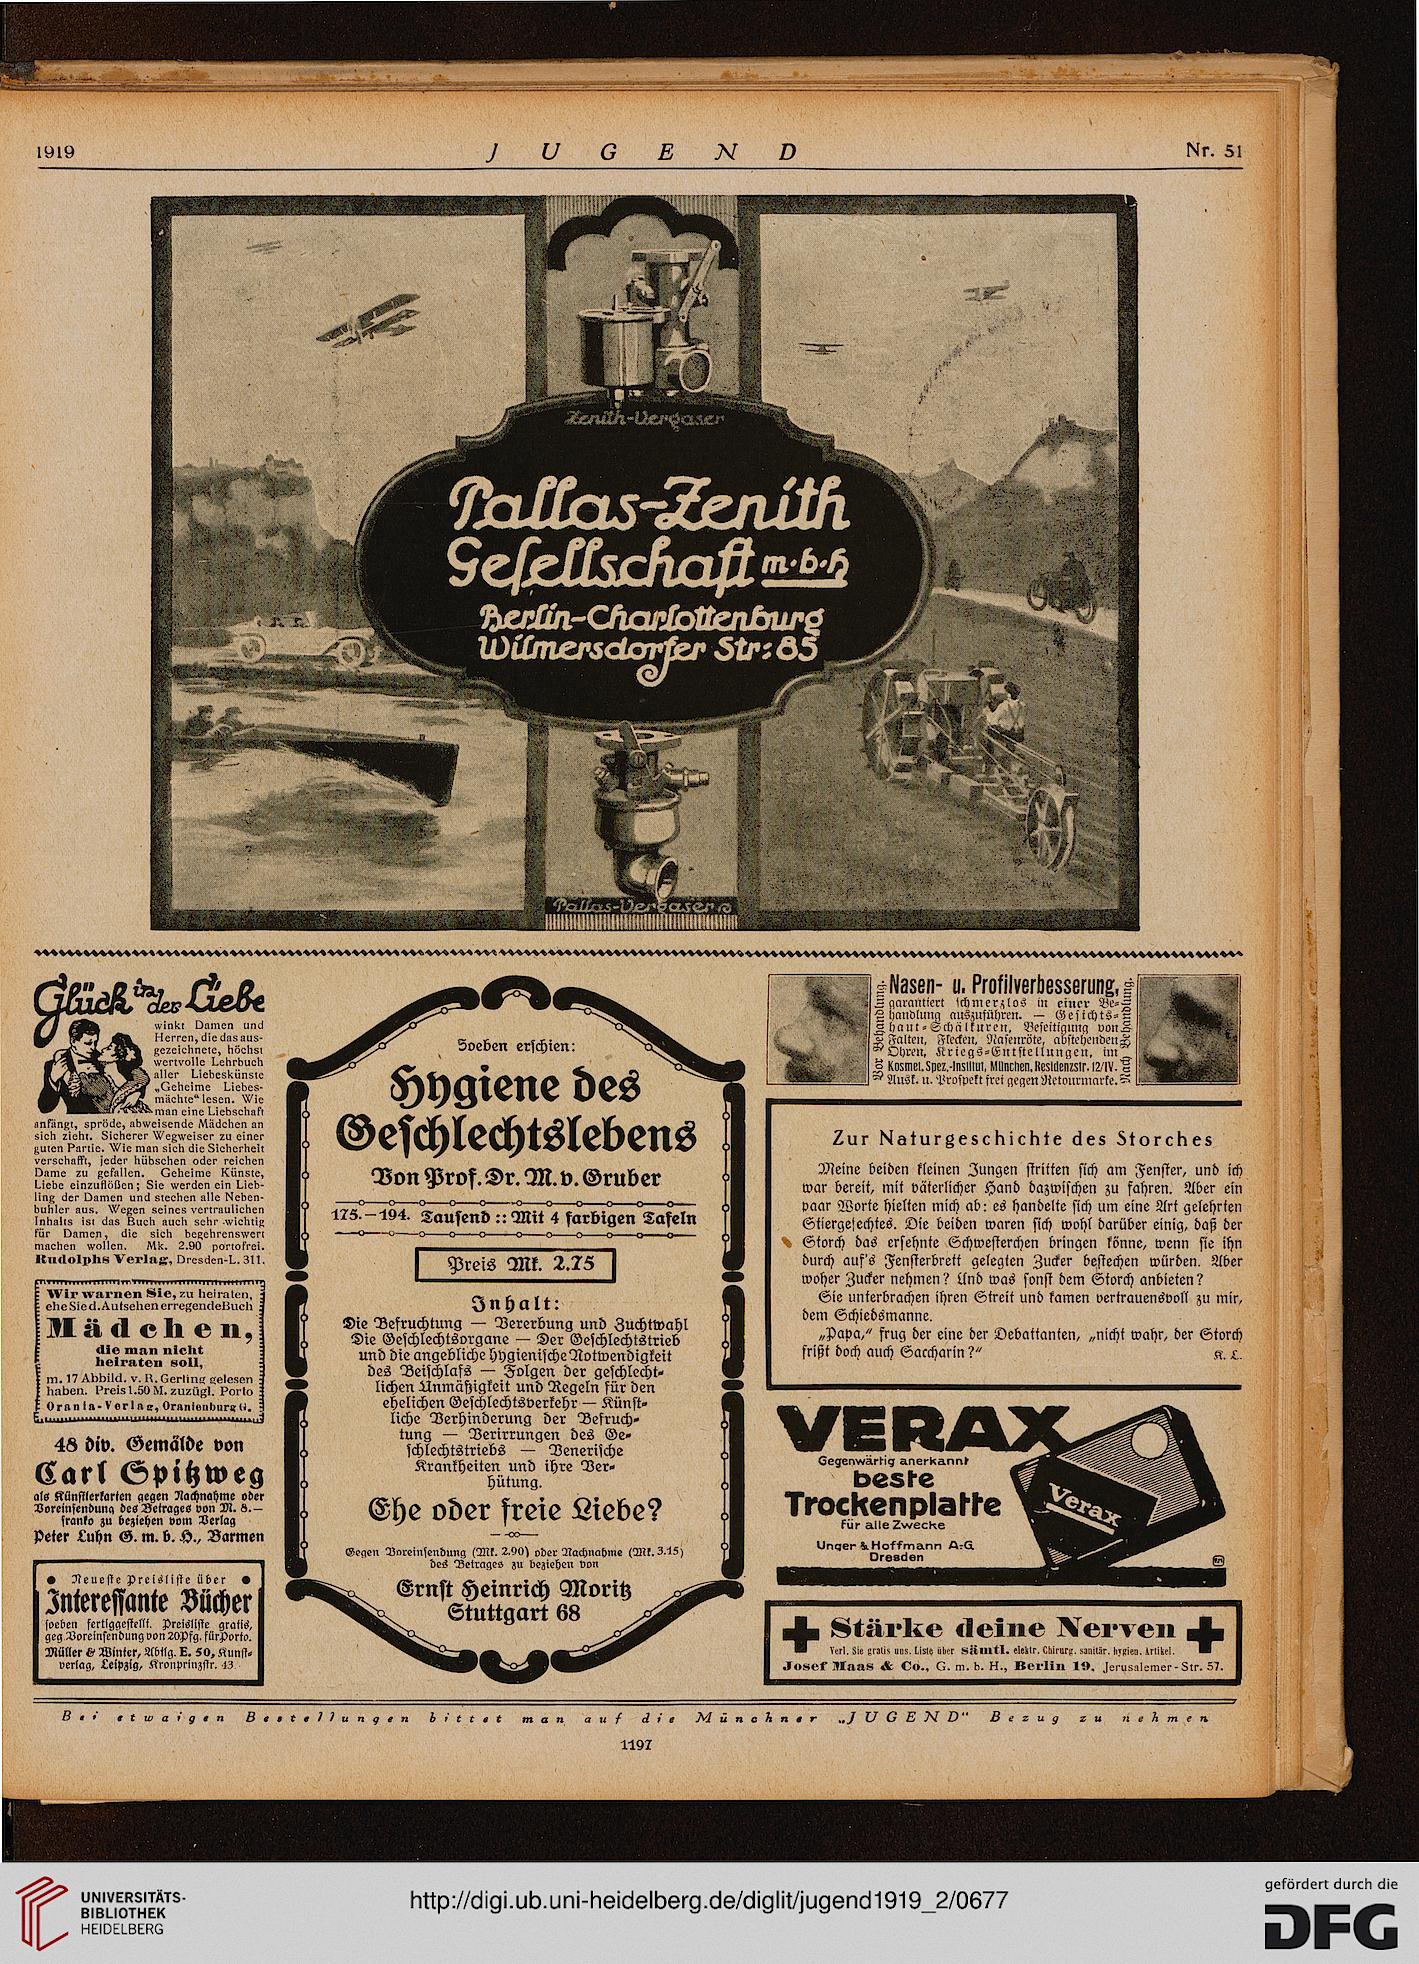 1919
JUGEND
Nr. 51
Zenith-Vergaser
Pallas-Zenith
Gesellschaft m·b·h
Berlin-Charlottenburg
Wilmersdorfer Str: 85
Pallas-Vergaser
Glück in der Liebe
winkt Damen und
Herren, die das aus-
gezeichnete, höchst
wertvolle Lehrbuch
aller Liebeskünste
„Geheime Liebes-
mächte“ lesen. Wie
man eine Liebschaft
anfängt, spröde, abweisende Mädchen an
sich zieht. Sicherer Wegweiser zu einer
guten Partie. Wie man sich die Sicherheit
verschafft, jeder hübschen oder reichen
Dame zu gefallen. Geheime Künste,
Liebe einzuflößen; Sie werden ein Lieb-
ling der Damen und stechen alle Neben-
buhler aus. Wegen seines vertraulichen
Inhalts ist das Buch auch sehr wichtig
für Damen, die sich begehrenswert
machen wollen. Mk. 2.90 portofrei.
Rudolphs Verlag, Dresden-L. 311.
Wir warnen Sie, zu heiraten,
ehe Sie d. Aufsehen erregende Buch
Mädchen,
die man nicht
heiraten soll,
m. 17 Abbild. v. R. Gerling gelesen
haben. Preis 1.50 M. zuzügl. Porto
Orania-Verlag, Oranienburg G.
48 div. Gemälde von
Carl Spitzweg
als Künstlerkarten gegen Nachnahme oder
Voreinsendung des Betrages von M. 8.—
franko zu beziehen vom Verlag
Peter Luhn G. m. b. H., Barmen
Neueste Preisliste über
Interessante Bücher
soeben fertiggestellt. Preisliste gratis,
geg. Voreinsendung von 20 Pfg. für Porto.
Müller & Winter, Abtlg. E. 50, Kunst-
verlag, Leipzig, Kronprinzstr. 43.
Soeben erschien:
Hygiene des
Geschlechtslebens
Von Prof. Dr. M. v. Gruber
175.—194. Tausend :: Mit 4 farbigen Tafeln
Preis Mk. 2.75
Inhalt:
Die Befruchtung — Vererbung und Zuchtwahl
Die Geschlechtsorgane — Der Geschlechtstrieb
und die angebliche hygienische Notwendigkeit
des Beischlafs — Folgen der geschlecht-
lichen Unmäßigkeit und Regeln für den
ehelichen Geschlechtsverkehr — Künst-
liche Verhinderung der Befruch-
tung — Verirrungen des Ge-
schlechtstriebs — Venerische
Krankheiten und ihre Ver-
hütung.
Ehe oder freie Liebe?
Gegen Voreinsendung (Mk. 2.90) oder Nachnahme (Mk. 3.15)
des Betrages zu beziehen von
Ernst Heinrich Moritz
Stuttgart 68
Vor Behandlung.
Nasen- u. Profilverbesserung,
garantiert schmerzlos in einer Be-
handlung auszuführen. — Gesichts-
haut-Schälkuren, Beseitigung von
Falten, Flecken, Nasenröte, abstehenden
Ohren, Kriegs-Entstellungen, im
Kosmet. Spez.-Institut, München, Residenzstr. 12/IV.
Ausk. u. Prospekt frei gegen Retourmarke.
Nach Behandlung.
Zur Naturgeschichte des Storches
Meine beiden kleinen Jungen stritten sich am Fenster, und ich
war bereit, mit väterlicher Hand dazwischen zu fahren. Aber ein
paar Worte hielten mich ab: es handelte sich um eine Art gelehrten
Stiergefechtes. Die beiden waren sich wohl darüber einig, daß der
Storch das ersehnte Schwesterchen bringen könne, wenn sie ihn
durch auf's Fensterbrett gelegten Zucker bestechen würden. Aber
woher Zucker nehmen? Und was sonst dem Storch anbieten?
Sie unterbrachen ihren Streit und kamen vertrauensvoll zu mir,
dem Schiedsmanne.
„Papa,“ frug der eine der Debattanten, „nicht wahr, der Storch
frißt doch auch Saccharin?“
K. L.
VERAX
Gegenwärtig anerkannt
beste
Trockenplatte
für alle Zwecke
Unger & Hoffmann A-G
Dresden
Verax
Stärke deine Nerven
Verl. Sie gratis uns. Liste über sämtl. elektr. Chirurg. sanitär. hygien. Artikel.
Josef Maas & Co., G. m. b. H., Berlin 19, Jerusalemer-Str. 57.
Bei etwaigen Bestellungen bittet man auf die Münchner „JUGEND“ Bezug zu nehmen
1197
UNIVERSITÄTS-
BIBLIOTHEK
HEIDELBERG
http://digi.ub.uni-heidelberg.de/diglit/jugend1919_2/0677
gefördert durch die
DFG